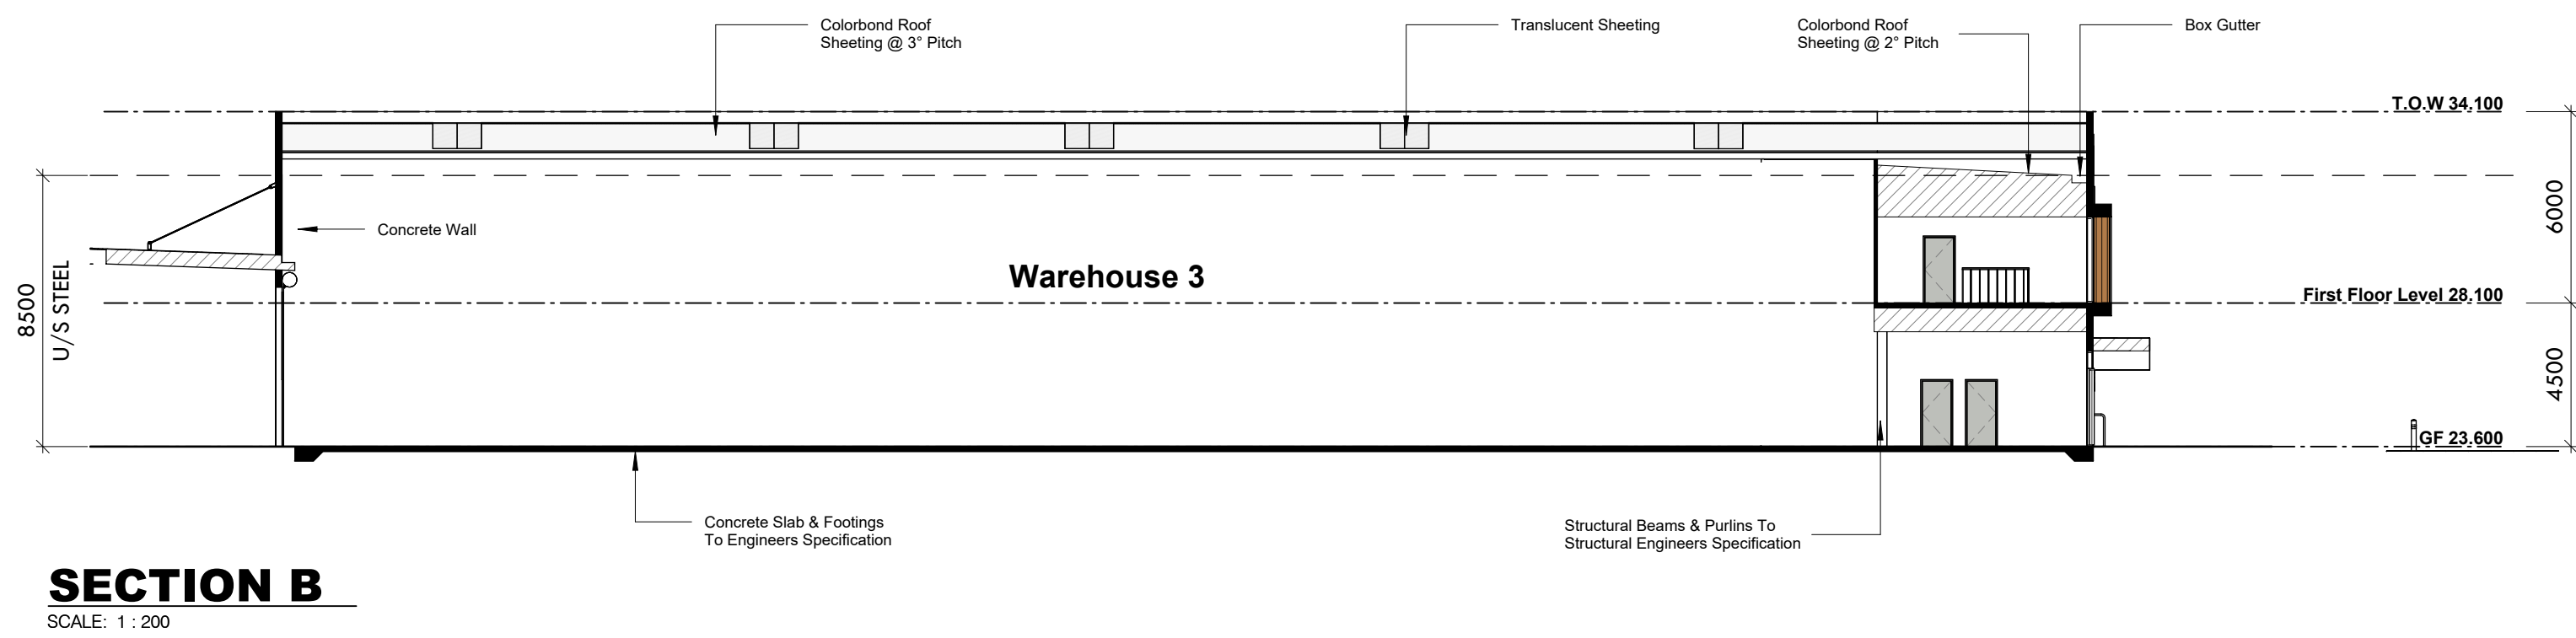 Colorbond Roof
Sheeting @ 3° Pitch
Translucent Sheeting
Colorbond Roof
Sheeting @ 2° Pitch
Box Gutter
T.O.W 34.100
6000
Concrete Wall
Warehouse 3
8500
U/S STEEL
First Floor Level 28.100
4500
GF 23.600
Concrete Slab & Footings
To Engineers Specification
Structural Beams & Purlins To
Structural Engineers Specification
SECTION B
SCALE: 1 : 200